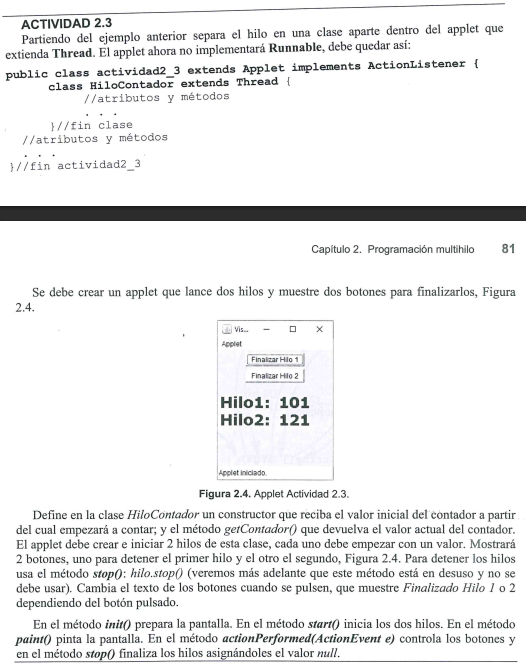 ACTIVIDAD 2.3
Partiendo del ejemplo anterior separa el hilo en una clase aparte dentro del applet que
extienda Thread. El applet ahora no implementará Runnable, debe quedar así:
public class actividad2_3 extends Applet implements ActionListener {
class HiloContador extends Thread {
//atributos y métodos
. . .
}//fin clase
//atributos y métodos
. . .
}//fin actividad2_3
Capítulo 2. Programación multihilo 81
Se debe crear un applet que lance dos hilos y muestre dos botones para finalizarlos, Figura
2.4.
Vis...
Applet
Finalizar Hilo 1
Finalizar Hilo 2
Hilo1: 101
Hilo2: 121
Applet iniciado.
Figura 2.4. Applet Actividad 2.3.
Define en la clase HiloContador un constructor que reciba el valor inicial del contador a partir
del cual empezará a contar; y el método getContador() que devuelva el valor actual del contador.
El applet debe crear e iniciar 2 hilos de esta clase, cada uno debe empezar con un valor. Mostrará
2 botones, uno para detener el primer hilo y el otro el segundo, Figura 2.4. Para detener los hilos
usa el método stop(): hilo.stop() (veremos más adelante que este método está en desuso y no se
debe usar). Cambia el texto de los botones cuando se pulsen, que muestre Finalizado Hilo 1 o 2
dependiendo del botón pulsado.
En el método init() prepara la pantalla. En el método start() inicia los dos hilos. En el método
paint() pinta la pantalla. En el método actionPerformed(ActionEvent e) controla los botones y
en el método stop() finaliza los hilos asignándoles el valor null.